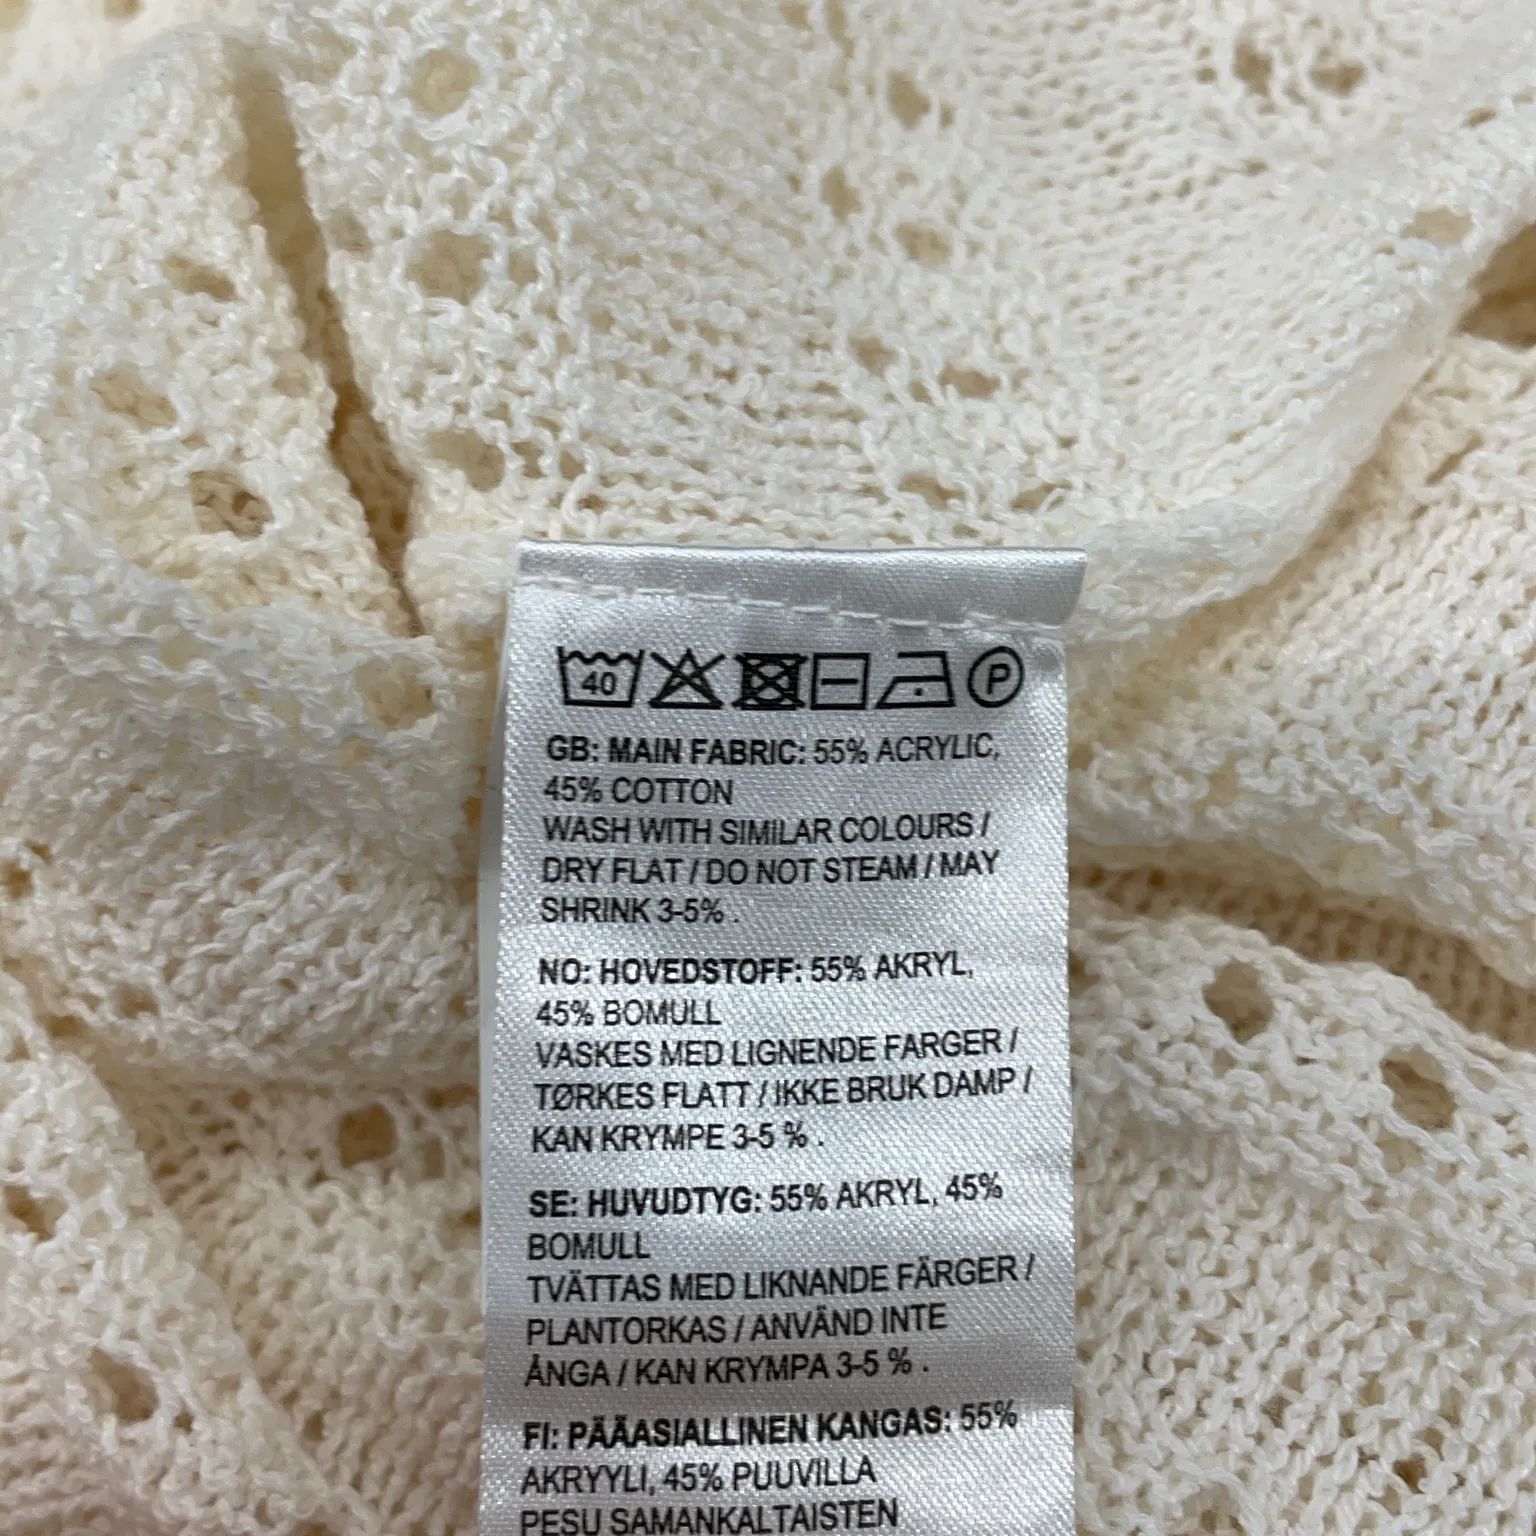 40 P
GB: MAIN FABRIC: 55% ACRYLIC,
45% COTTON
WASH WITH SIMILAR COLOURS /
DRY FLAT / DO NOT STEAM / MAY
SHRINK 3-5% .
NO: HOVEDSTOFF: 55% AKRYL,
45% BOMULL
VASKES MED LIGNENDE FARGER /
TØRKES FLATT / IKKE BRUK DAMP /
KAN KRYMPE 3-5 % .
SE: HUVUDTYG: 55% AKRYL, 45%
BOMULL
TVÄTTAS MED LIKNANDE FÄRGER /
PLANTORKAS / ANVÄND INTE
ÅNGA / KAN KRYMPA 3-5 % .
FI: PÄÄASIALLINEN KANGAS: 55%
AKRYYLI, 45% PUUVILLA
PESU SAMANKALTAISTEN